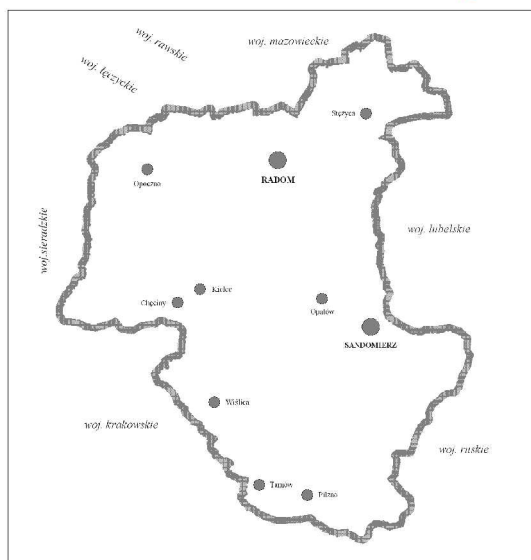 woj. rawskie
woj. mazowieckie
woj. łęczyckie
Stężyca
RADOM
Opoczno
woj. lubelskie
woj.sieradzkie
Kielce
Chęciny
Opatów
SANDOMIERZ
Wiślica
woj. krakowskie
woj. ruskie
Tarnów
Pilzno